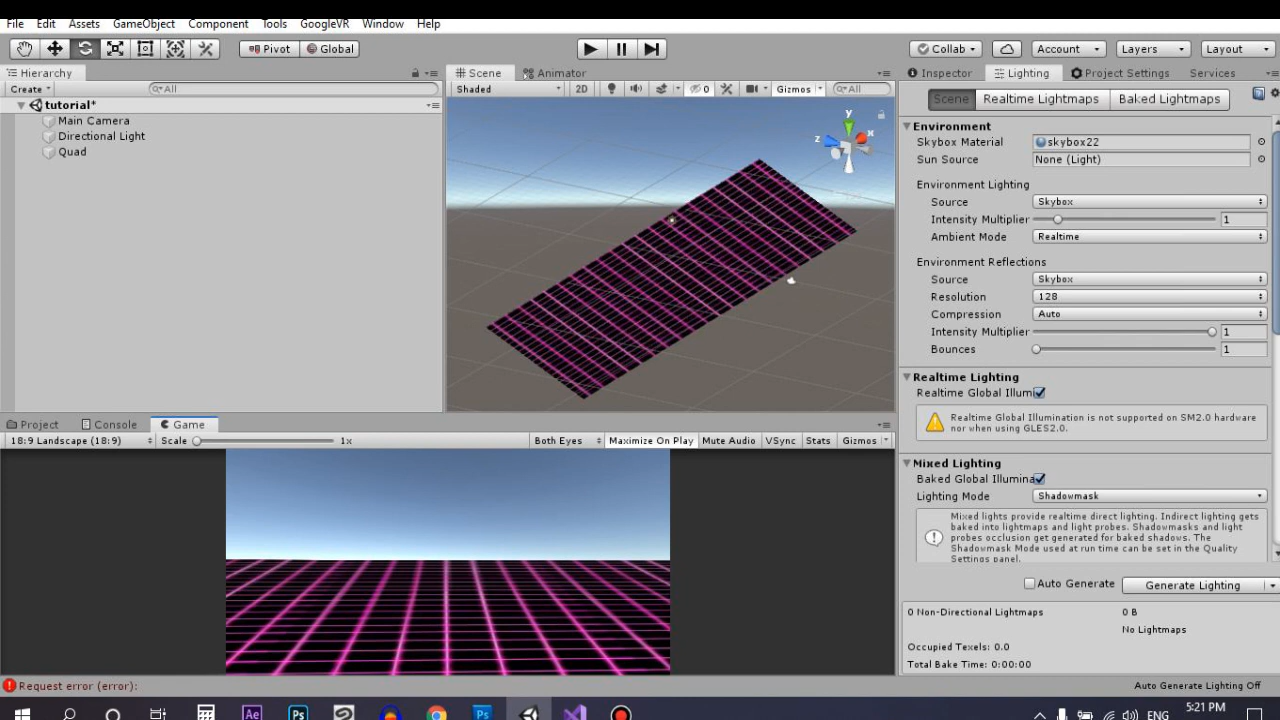 File Edit Assets GameObject Component Tools GoogleVR Window Help
Pivot Global Collab Account Layers Layout
Hierarchy Scene Animator Inspector Lighting Project Settings Services
Create All Shaded 2D 0 Gizmos All
Scene Realtime Lightmaps Baked Lightmaps
tutorial*
Main Camera
Directional Light
Quad
y
x
z
Environment
Skybox Material skybox22
Sun Source None (Light)
Environment Lighting
Source Skybox
Intensity Multiplier 1
Ambient Mode Realtime
Environment Reflections
Source Skybox
Resolution 128
Compression Auto
Intensity Multiplier 1
Bounces 1
Realtime Lighting
Realtime Global Illum
Realtime Global Illumination is not supported on SM2.0 hardware
nor when using GLES2.0.
Mixed Lighting
Baked Global Illumina
Lighting Mode Shadowmask
Mixed lights provide realtime direct lighting. Indirect lighting gets
baked into lightmaps and light probes. Shadowmasks and light
probes occlusion get generated for baked shadows. The
Shadowmask Mode used at run time can be set in the Quality
Settings panel.
Auto Generate Generate Lighting
0 Non-Directional Lightmaps 0 B
No Lightmaps
Occupied Texels: 0.0
Total Bake Time: 0:00:00
Project Console Game
18:9 Landscape (18:9) Scale 1x Both Eyes Maximize On Play Mute Audio VSync Stats Gizmos
Request error (error): Auto Generate Lighting Off
Ae Ps Ps ENG 5:21 PM